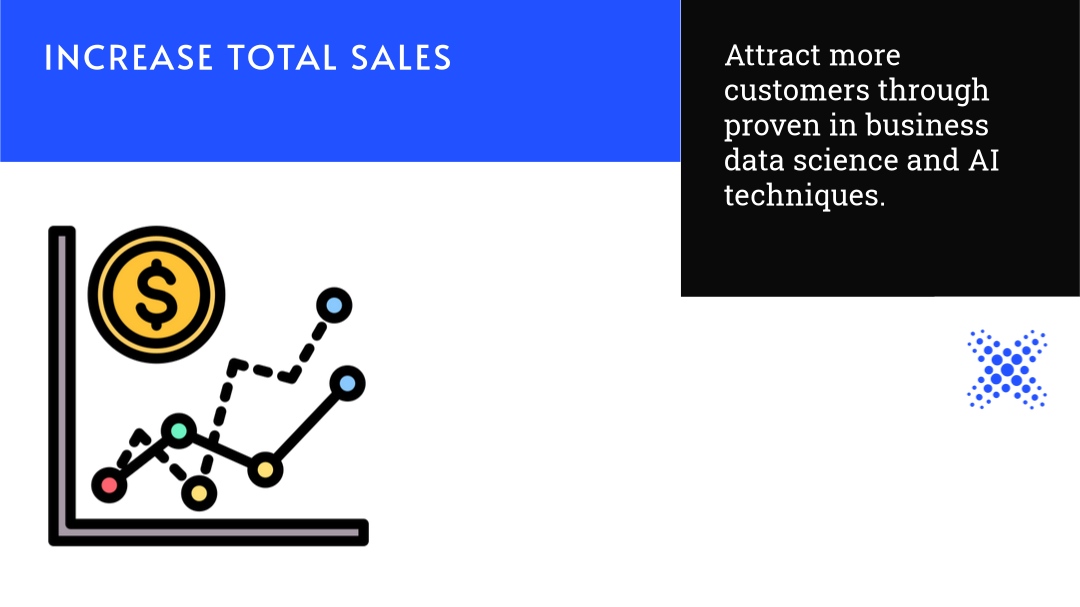 INCREASE TOTAL SALES
Attract more
customers through
proven in business
data science and AI
techniques.
$